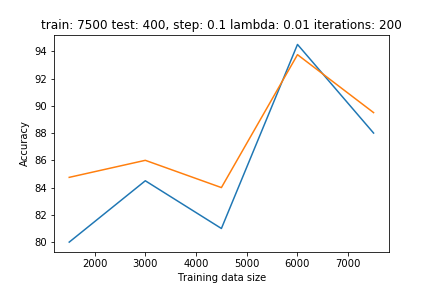 train: 7500 test: 400, step: 0.1 lambda: 0.01 iterations: 200
94
92
90
88
86
84
82
80
Accuracy
2000 3000 4000 5000 6000 7000
Training data size